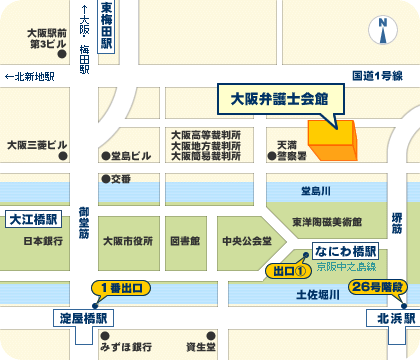 大阪駅前
第3ビル
←大阪・梅田駅
東梅田駅
N
←北新地駅
国道1号線
大阪弁護士会館
大阪三菱ビル
堂島ビル
大阪高等裁判所
大阪地方裁判所
大阪簡易裁判所
天満
警察署
交番
堂島川
大江橋駅
御堂筋
東洋陶磁美術館
堺筋
日本銀行
大阪市役所
図書館
中央公会堂
なにわ橋駅
京阪中之島線
出口①
1番出口
土佐堀川
26号階段
淀屋橋駅
北浜駅
みずほ銀行
資生堂